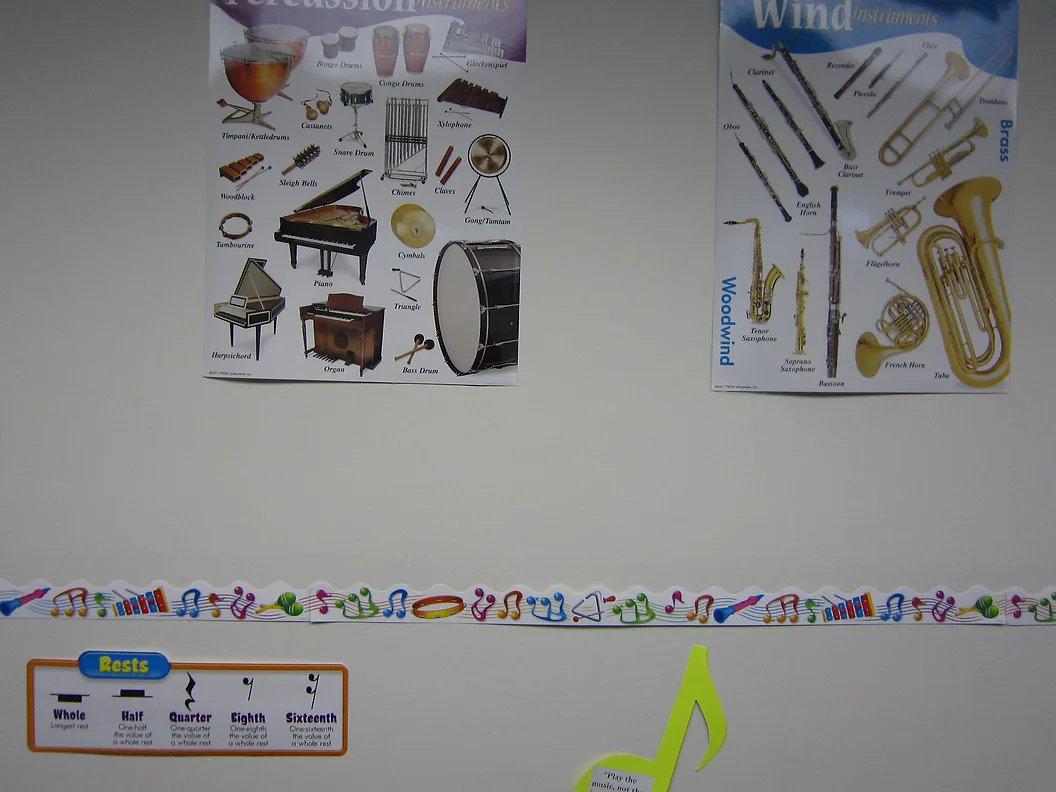 Percussion Instruments
Bongo Drums
Conga Drums
Glockenspiel
Timpani/Kettledrums
Castanets
Snare Drum
Xylophone
Woodblock
Sleigh Bells
Chimes
Claves
Gong/Tamtam
Tambourine
Piano
Cymbals
Triangle
Harpsichord
Organ
Bass Drum
Wind Instruments
Clarinet
Recorder
Flute
Piccolo
Trombone
Oboe
Brass
Bass
Clarinet
Trumpet
English
Horn
Flügelhorn
Woodwind
Tenor
Saxophone
Soprano
Saxophone
Bassoon
French Horn
Tuba
Rests
Whole
Longest rest
Half
One-half
the value of
a whole rest
Quarter
One-quarter
the value of
a whole rest
Eighth
One-eighth
the value of
a whole rest
Sixteenth
One-sixteenth
the value of
a whole rest
"Play the
music, not the